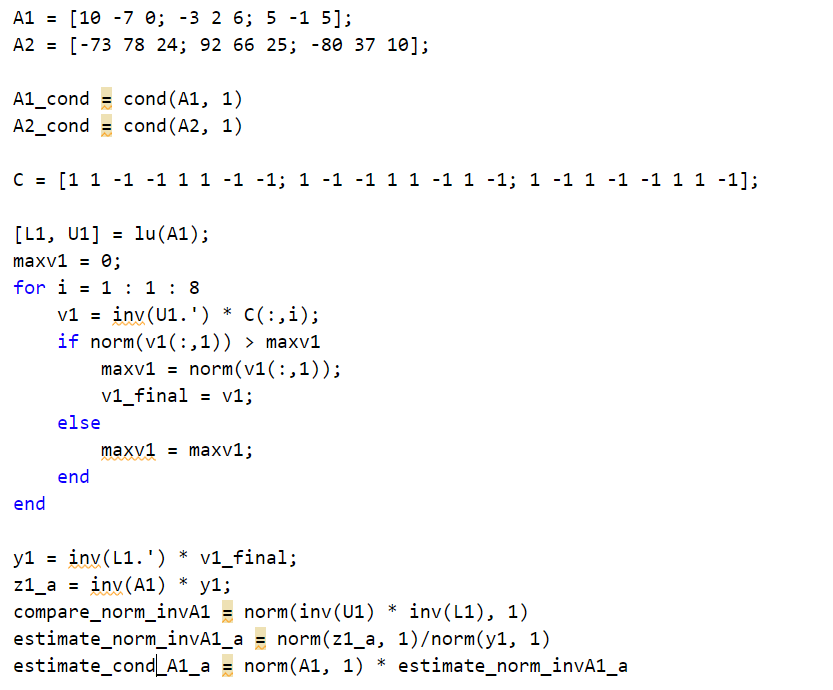 A1 = [10 -7 0; -3 2 6; 5 -1 5];
A2 = [-73 78 24; 92 66 25; -80 37 10];
A1_cond = cond(A1, 1)
A2_cond = cond(A2, 1)
C = [1 1 -1 -1 1 1 -1 -1; 1 -1 -1 1 1 -1 1 -1; 1 -1 1 -1 -1 1 1 -1];
[L1, U1] = lu(A1);
maxv1 = 0;
for i = 1 : 1 : 8
    v1 = inv(U1.') * C(:,i);
    if norm(v1(:,1)) > maxv1
        maxv1 = norm(v1(:,1));
        v1_final = v1;
    else
        maxv1 = maxv1;
    end
end
y1 = inv(L1.') * v1_final;
z1_a = inv(A1) * y1;
compare_norm_invA1 = norm(inv(U1) * inv(L1), 1)
estimate_norm_invA1_a = norm(z1_a, 1)/norm(y1, 1)
estimate_cond_A1_a = norm(A1, 1) * estimate_norm_invA1_a